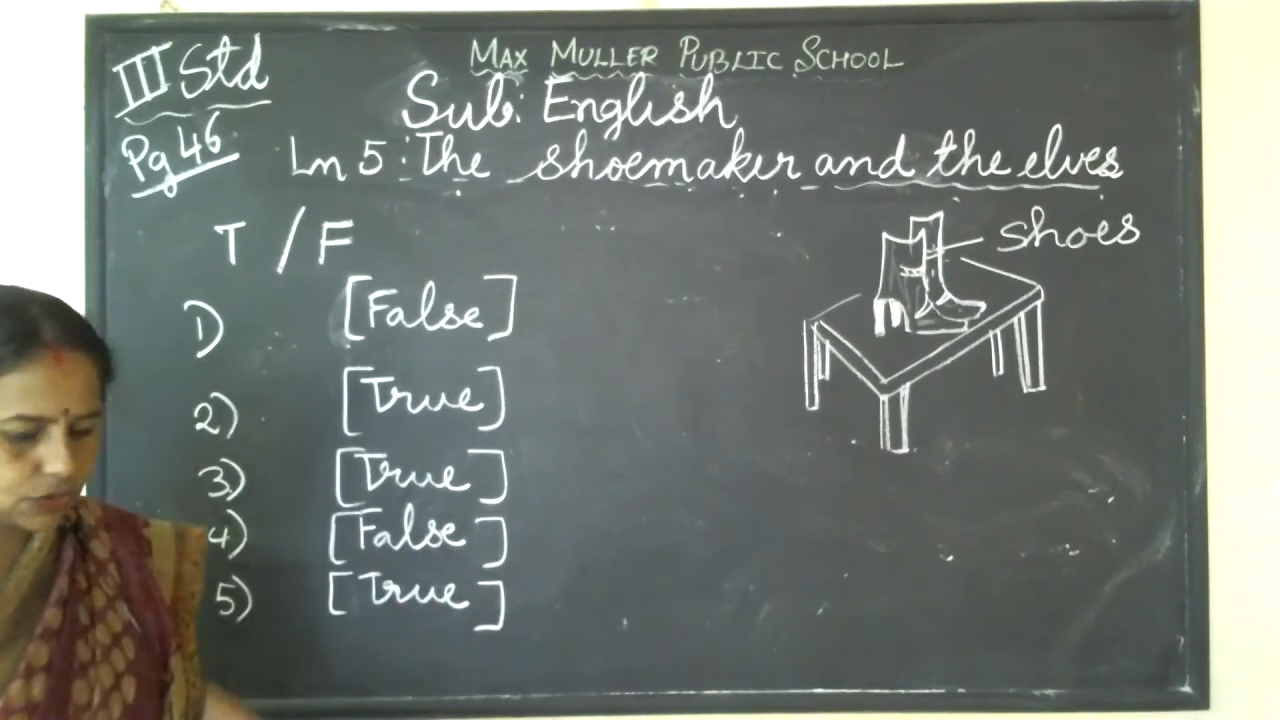 MAX MULLER PUBLIC SCHOOL
III Std
Sub: English
Pg 46
Ln 5: The shoemaker and the elves
T / F
shoes
1) [False]
2) [True]
3) [True]
4) [False]
5) [True]